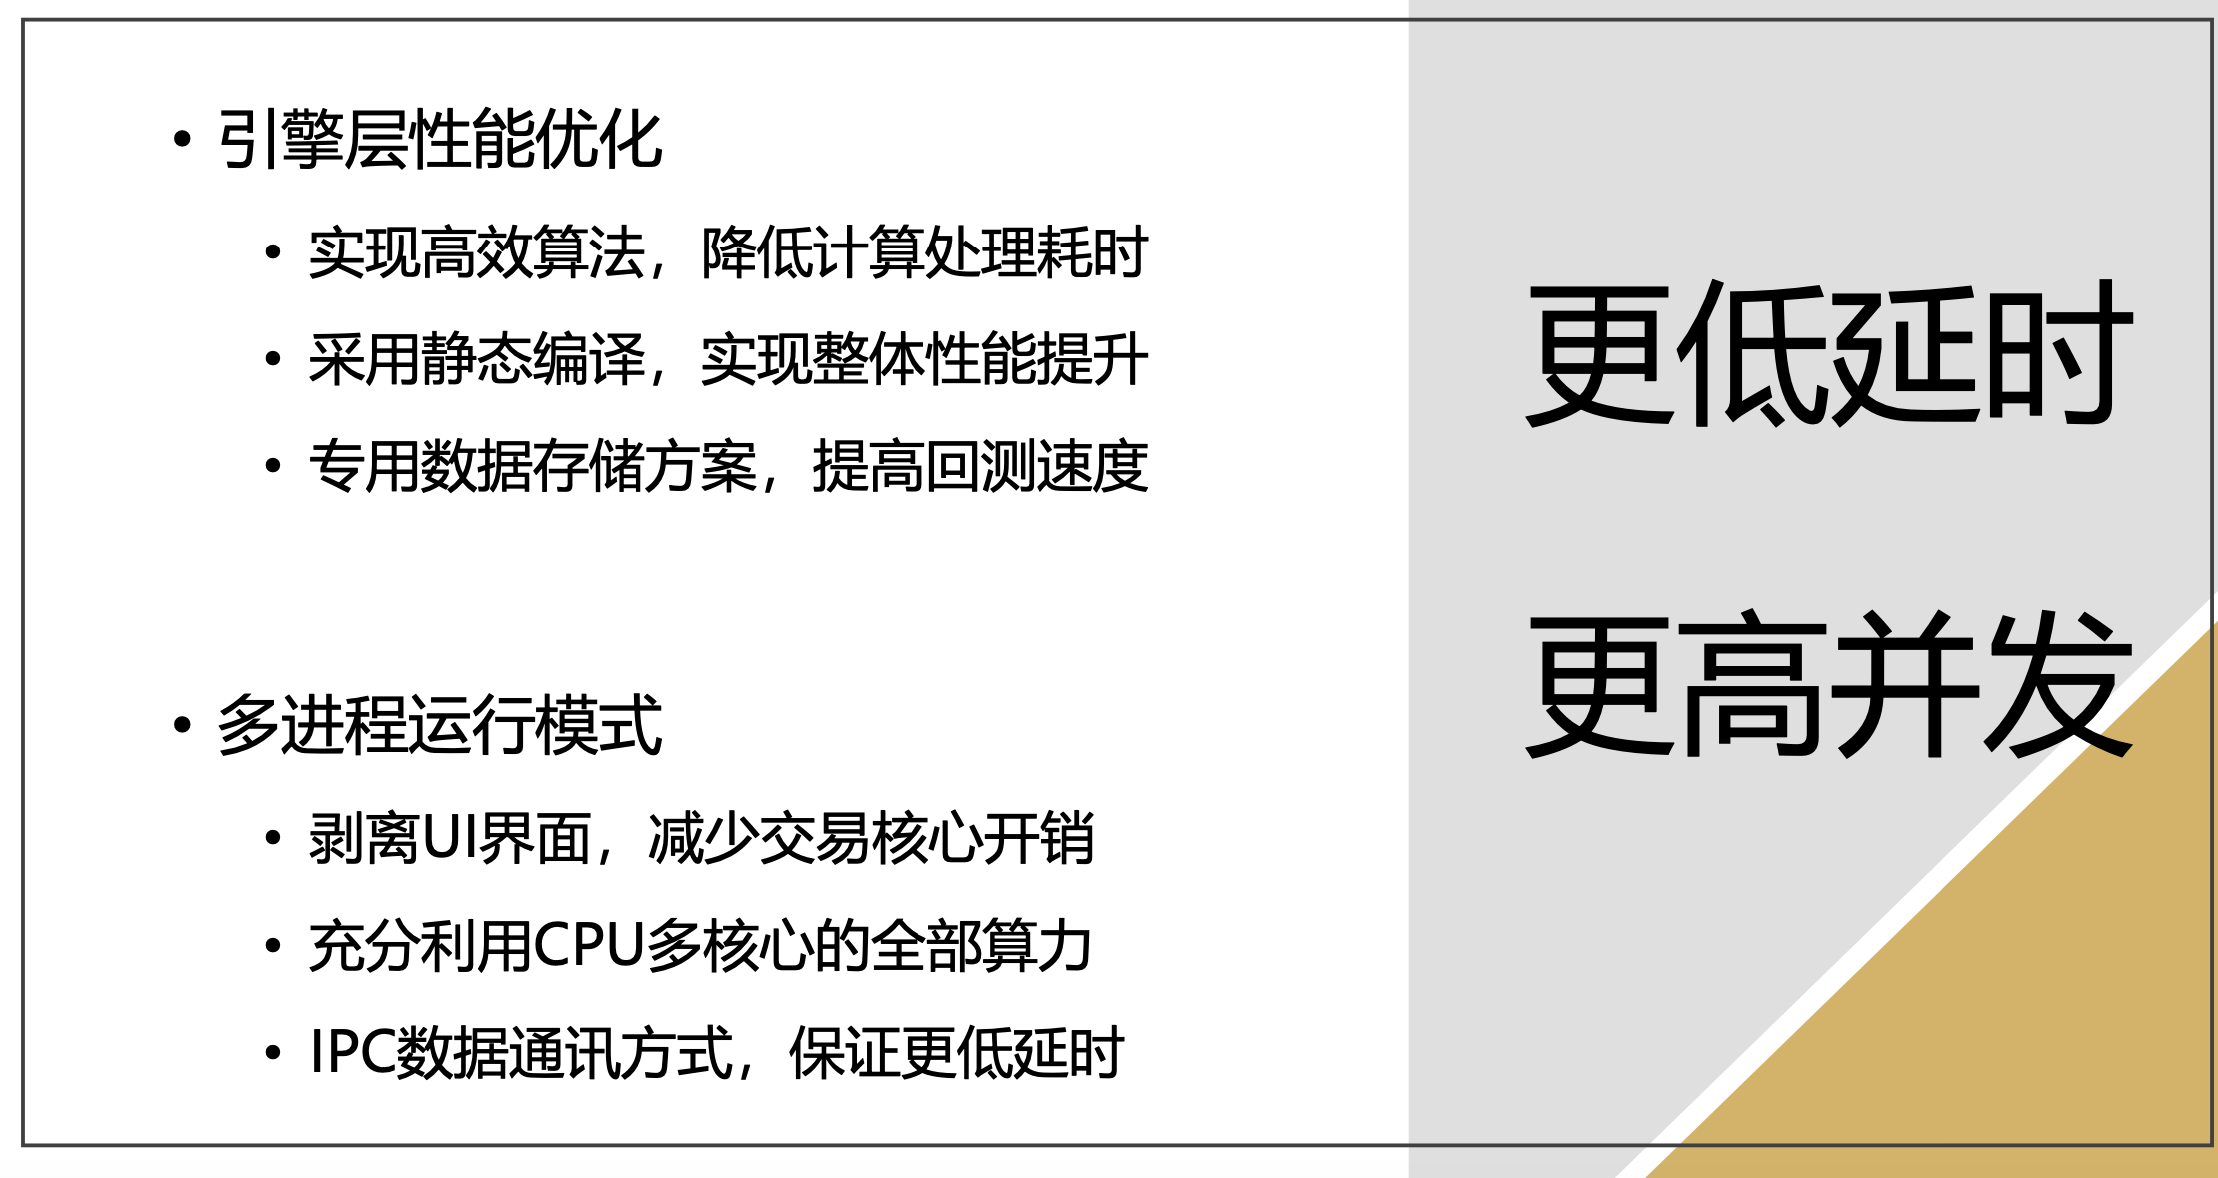 • 引擎层性能优化
• 实现高效算法，降低计算处理耗时
• 采用静态编译，实现整体性能提升
• 专用数据存储方案，提高回测速度
• 多进程运行模式
• 剥离UI界面，减少交易核心开销
• 充分利用CPU多核心的全部算力
• IPC数据通讯方式，保证更低延时
更低延时
更高并发